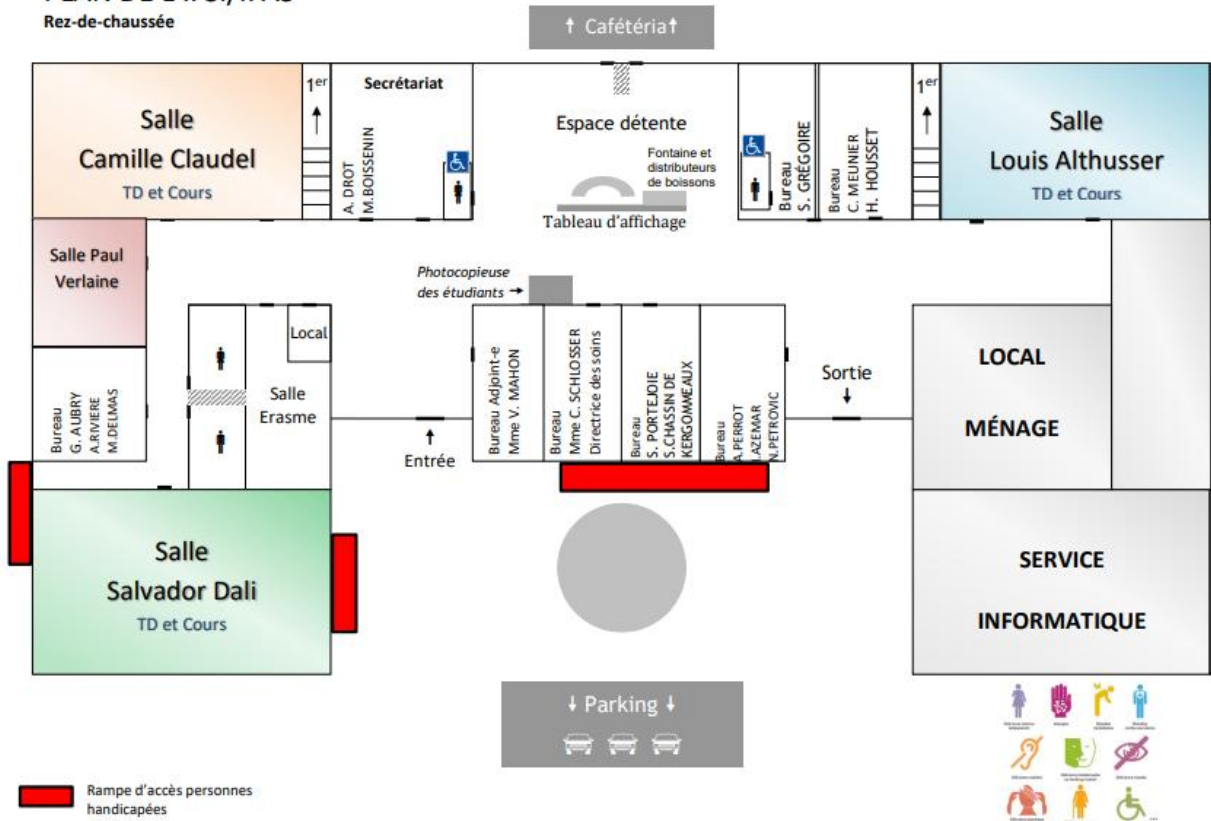 Rez-de-chaussée
↑ Cafétéria↑
1er
Secrétariat
A. DROT
M.BOISSENIN
Salle
Camille Claudel
TD et Cours
Espace détente
Fontaine et
distributeurs
de boissons
Tableau d'affichage
Bureau
S. GRÉGOIRE
Bureau
C. MEUNIER
H. HOUSSET
1er
Salle
Louis Althusser
TD et Cours
Salle Paul
Verlaine
Photocopieuse
des étudiants →
Local
Salle
Erasme
Bureau
G. AUBRY
A.RIVIERE
M.DELMAS
Entrée
Bureau Adjoint-e
Mme V. MAHON
Bureau
Mme C. SCHLOSSER
Directrice des soins
Bureau
S. PORTEJOIE
S.CHASSIN DE
KERGOMMEAUX
Bureau
A.PERROT
I.AZEMAR
N.PETROVIC
Sortie
LOCAL
MÉNAGE
Salle
Salvador Dali
TD et Cours
SERVICE
INFORMATIQUE
↓ Parking ↓
Rampe d'accès personnes
handicapées